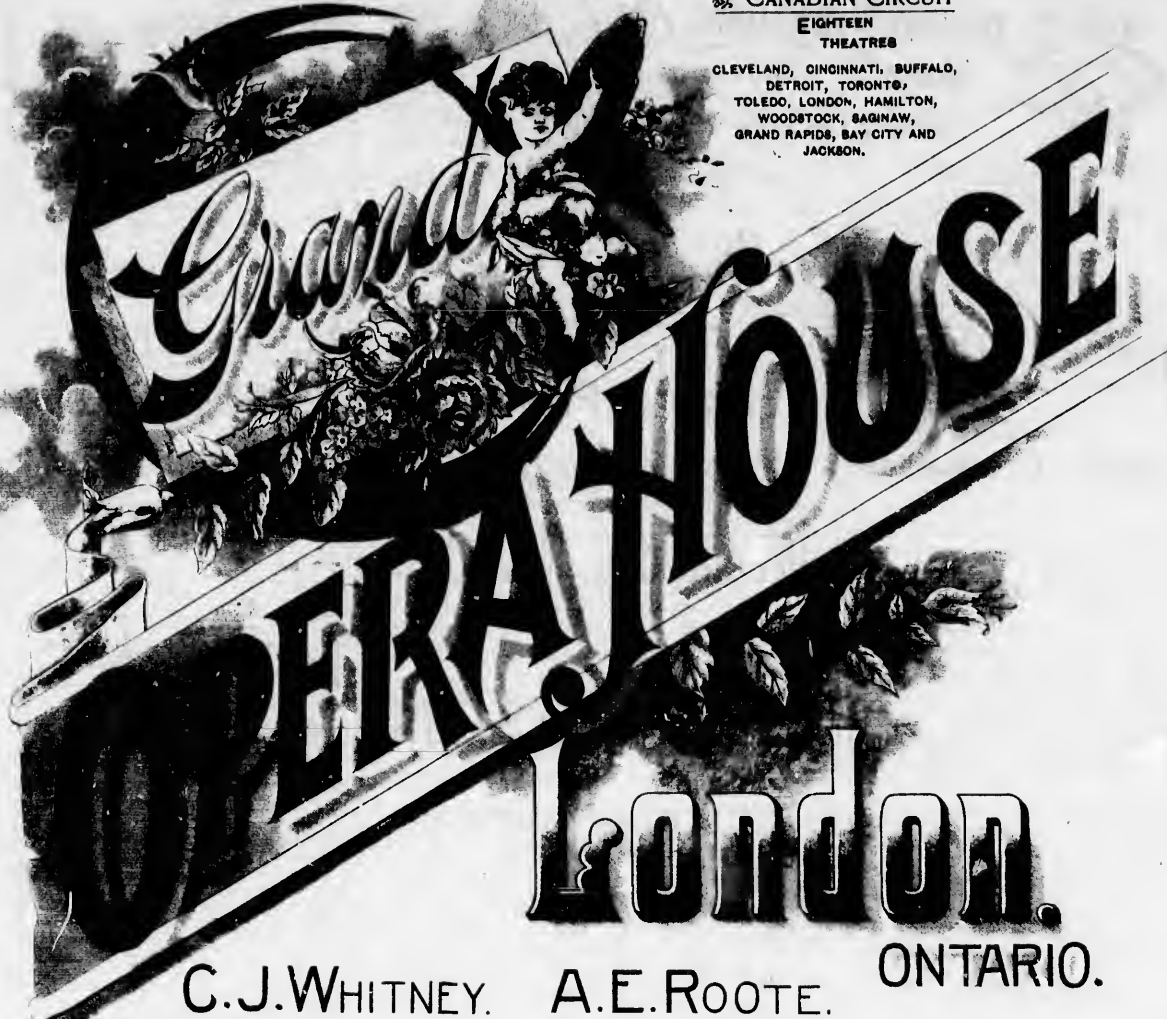 & CANADIAN CIRCUIT
EIGHTEEN
THEATRES
CLEVELAND, CINCINNATI, BUFFALO,
DETROIT, TORONTO,
TOLEDO, LONDON, HAMILTON,
WOODSTOCK, SAGINAW,
GRAND RAPIDS, BAY CITY AND
JACKSON.
Grand
OPERA HOUSE
London.
ONTARIO.
C.J.WHITNEY. A.E.ROOTE.